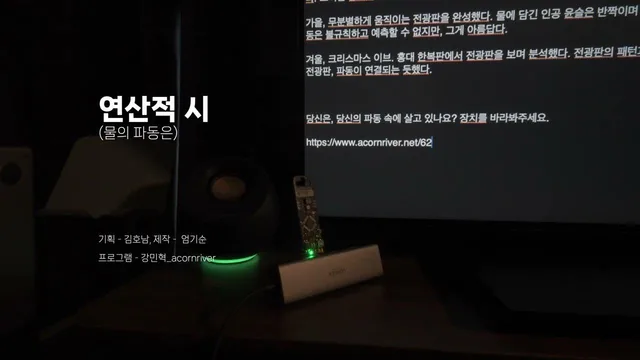 가을, 무분별하게 움직이는 전광판을 완성했다. 물에 담긴 인공 윤슬은 반짝이며
동은 불규칙하고 예측할 수 없지만, 그게 아름답다.
겨울, 크리스마스 이브. 홍대 한복판에서 전광판을 보며 분석했다. 전광판의 패턴과
전광판, 파동이 연결되는 듯했다.
당신은, 당신의 파동 속에 살고 있나요? 장치를 바라봐주세요.
https://www.acornriver.net/62
연산적 시
(물의 파동은)
기획 - 김호남, 제작 - 엄기순
프로그램 - 강민혁_acornriver